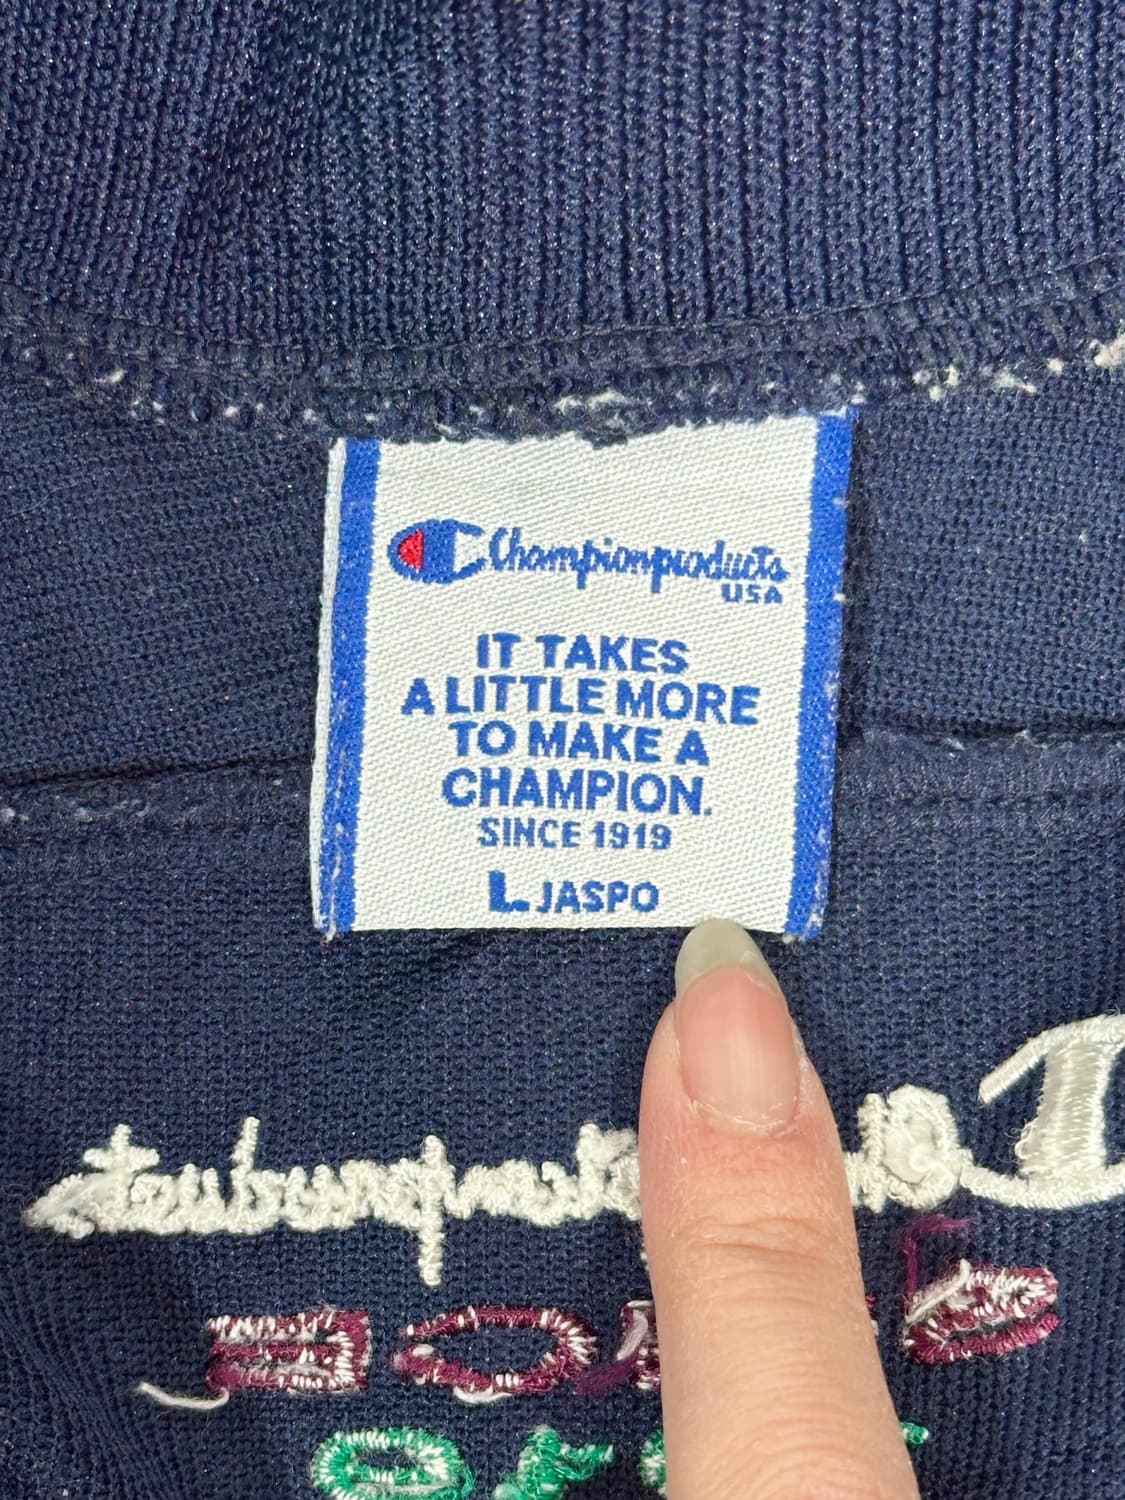 Championproducts
USA
IT TAKES
A LITTLE MORE
TO MAKE A
CHAMPION.
SINCE 1919
L JASPO